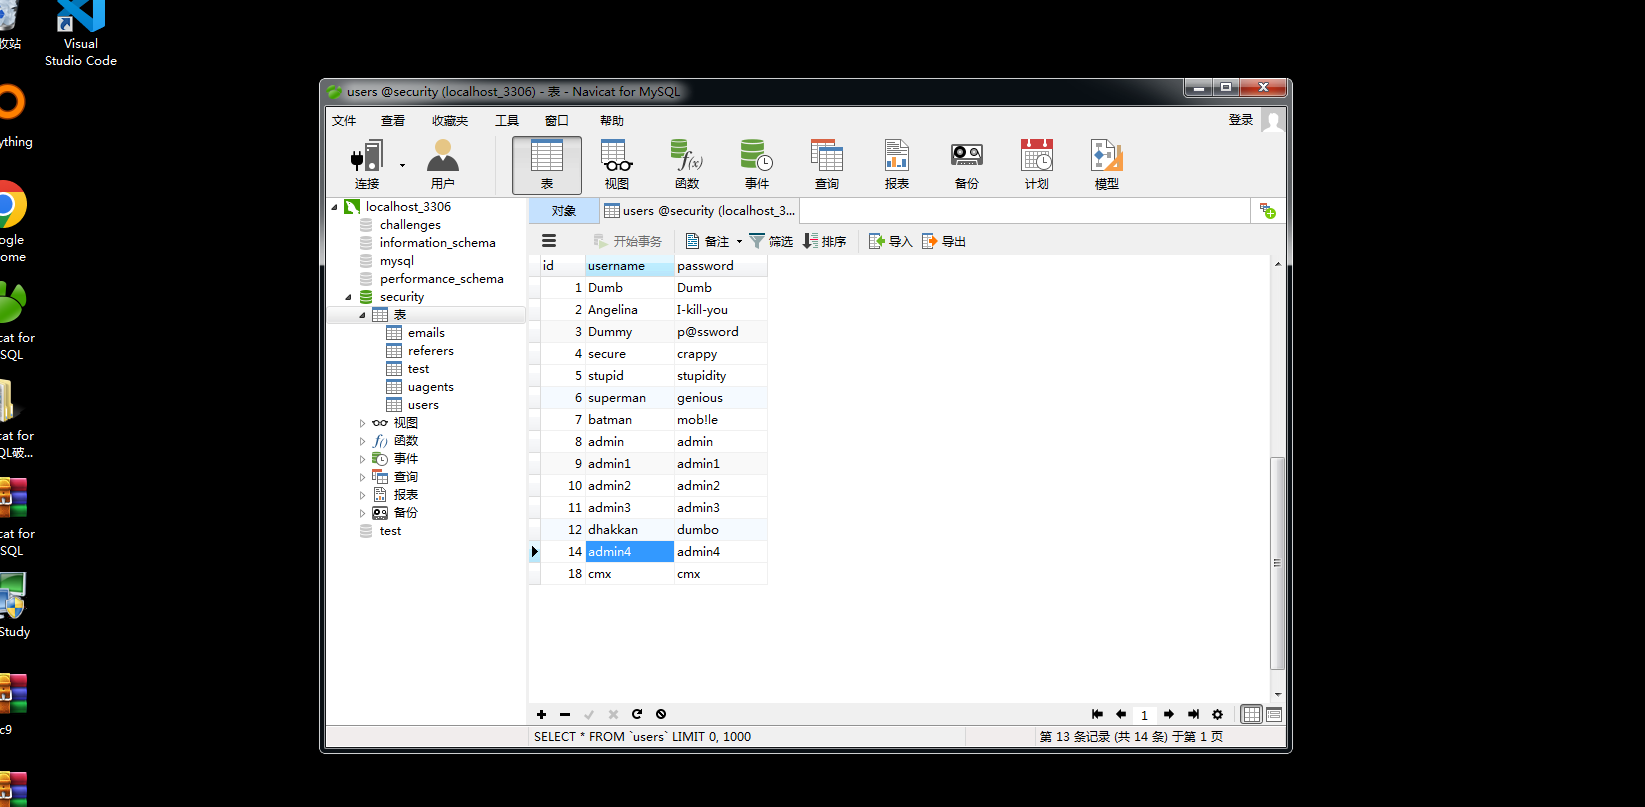 收站
Visual
Studio Code
ything
ogle
ome
cat for
SQL
cat for
QL破...
cat for
SQL
Study
c9
users @security (localhost_3306) - 表 - Navicat for MySQL
文件 查看 收藏夹 工具 窗口 帮助 登录
连接 用户 表 视图 函数 事件 查询 报表 备份 计划 模型
localhost_3306
challenges
information_schema
mysql
performance_schema
security
表
emails
referers
test
uagents
users
视图
函数
事件
查询
报表
备份
test
对象 users @security (localhost_3...
开始事务 备注 筛选 排序 导入 导出
id username password
1 Dumb Dumb
2 Angelina I-kill-you
3 Dummy p@ssword
4 secure crappy
5 stupid stupidity
6 superman genious
7 batman mob!le
8 admin admin
9 admin1 admin1
10 admin2 admin2
11 admin3 admin3
12 dhakkan dumbo
14 admin4 admin4
18 cmx cmx
1
SELECT * FROM `users` LIMIT 0, 1000 第 13 条记录 (共 14 条) 于第 1 页